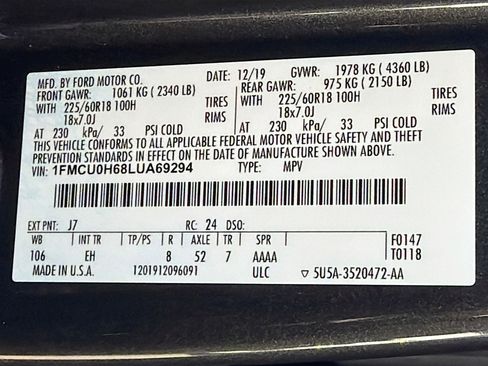 MFD. BY FORD MOTOR CO. DATE: 12/19 GVWR: 1978 KG ( 4360 LB)
FRONT GAWR: 1061 KG ( 2340 LB) REAR GAWR: 975 KG ( 2150 LB)
WITH 225/60R18 100H TIRES WITH 225/60R18 100H TIRES
18x7.0J RIMS 18x7.0J RIMS
AT 230 kPa/ 33 PSI COLD AT 230 kPa/ 33 PSI COLD
THIS VEHICLE CONFORMS TO ALL APPLICABLE FEDERAL MOTOR VEHICLE SAFETY AND THEFT
PREVENTION STANDARDS IN EFFECT ON THE DATE OF MANUFACTURE SHOWN ABOVE.
VIN: 1FMCU0H68LUA69294 TYPE: MPV
EXT PNT: J7 RC: 24 DSO:
WB INT TR TP/PS R AXLE TR SPR F0147
106 EH 8 52 7 AAAA T0118
MADE IN U.S.A. 1201912096091 ULC ▽ 5U5A-3520472-AA